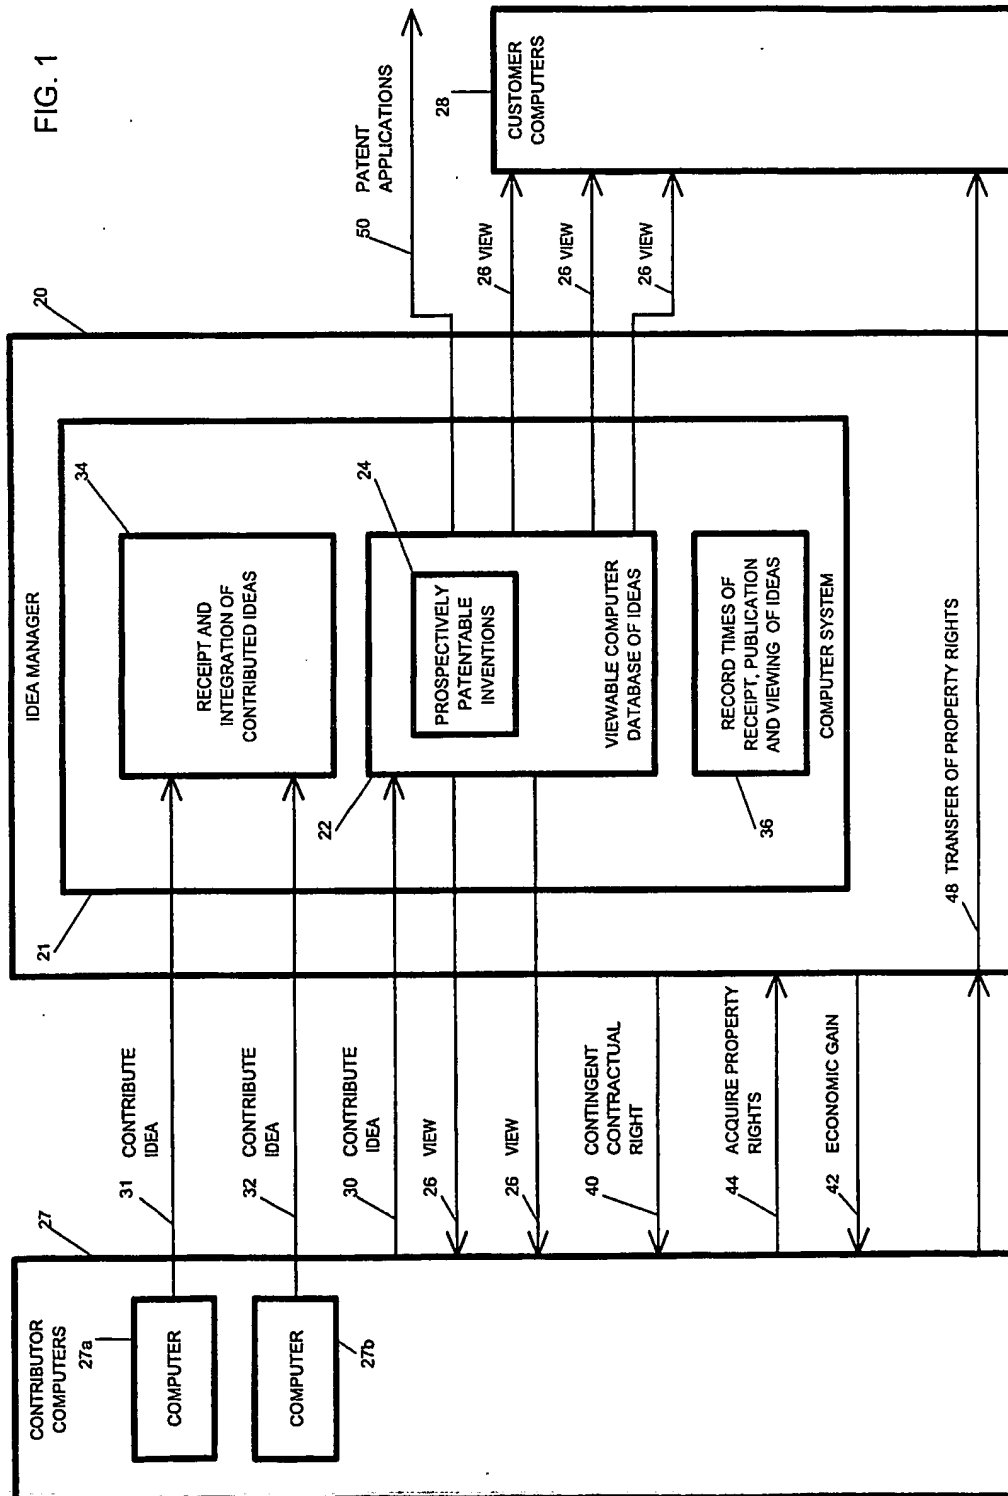 FIG. 1
CONTRIBUTOR
COMPUTERS
27a
COMPUTER
COMPUTER
27b
27
31 CONTRIBUTE
IDEA
32 CONTRIBUTE
IDEA
30 CONTRIBUTE
IDEA
26 VIEW
26 VIEW
40 CONTINGENT
CONTRACTUAL
RIGHT
44 ACQUIRE PROPERTY
RIGHTS
42 ECONOMIC GAIN
IDEA MANAGER
20
21
34
RECEIPT AND
INTEGRATION OF
CONTRIBUTED IDEAS
22
24
PROSPECTIVELY
PATENTABLE
INVENTIONS
VIEWABLE COMPUTER
DATABASE OF IDEAS
36
RECORD TIMES OF
RECEIPT, PUBLICATION
AND VIEWING OF IDEAS
COMPUTER SYSTEM
48 TRANSFER OF PROPERTY RIGHTS
50 PATENT
APPLICATIONS
26 VIEW
26 VIEW
26 VIEW
28
CUSTOMER
COMPUTERS